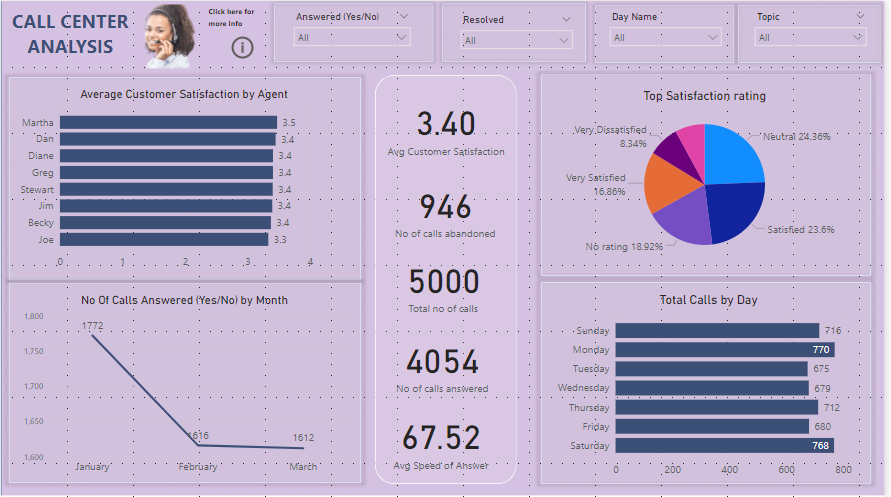 CALL CENTER
ANALYSIS
Click here for
more info
Answered (Yes/No)
All
Resolved
All
Day Name
All
Topic
All
Average Customer Satisfaction by Agent
Martha 3.5
Dan 3.4
Diane 3.4
Greg 3.4
Stewart 3.4
Jim 3.4
Becky 3.4
Joe 3.3
0 1 2 3 4
No Of Calls Answered (Yes/No) by Month
1,800
1,750
1,700
1,650
1,600
1772
1616
1612
January February March
3.40
Avg Customer Satisfaction
946
No of calls abandoned
5000
Total no of calls
4054
No of calls answered
67.52
Avg Speed of Answer
Top Satisfaction rating
Very Dissatisfied
8.34%
Neutral 24.36%
Very Satisfied
16.86%
Satisfied 23.6%
No rating 18.92%
Total Calls by Day
Sunday 716
Monday 770
Tuesday 675
Wednesday 679
Thursday 712
Friday 680
Saturday 768
0 200 400 600 800